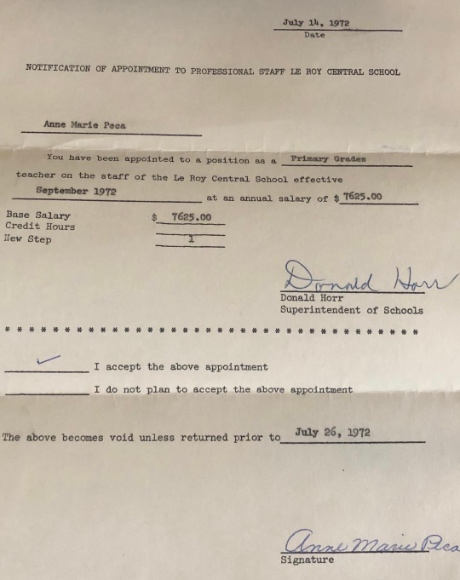 July 14, 1972
Date
NOTIFICATION OF APPOINTMENT TO PROFESSIONAL STAFF LE ROY CENTRAL SCHOOL
Anne Marie Peca
You have been appointed to a position as a Primary Grades
teacher on the staff of the Le Roy Central School effective
September 1972 at an annual salary of $ 7625.00
Base Salary $ 7625.00
Credit Hours
New Step 1
Donald Horr
Donald Horr
Superintendent of Schools
* * * * * * * * * * * * * * * * * * * * * * * * * * * * * * * * * * *
✓ I accept the above appointment
I do not plan to accept the above appointment
The above becomes void unless returned prior to July 26, 1972
Anne Marie Peca
Signature